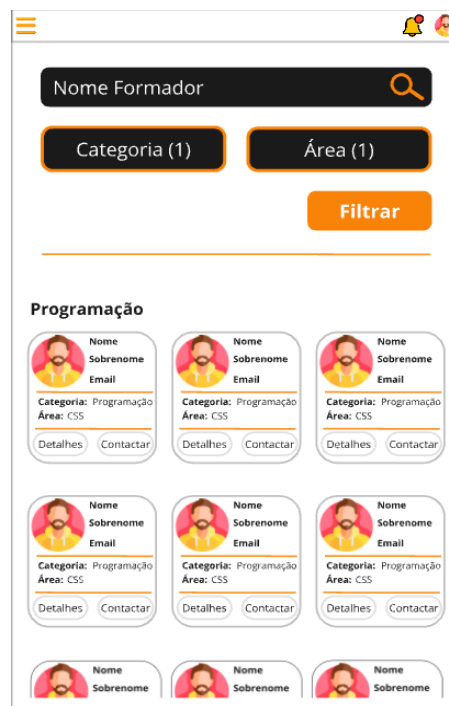 Nome Formador
Categoria (1) Área (1)
Filtrar
Programação
Nome Nome Nome
Sobrenome Sobrenome Sobrenome
Email Email Email
Categoria: Programação Categoria: Programação Categoria: Programação
Área: CSS Área: CSS Área: CSS
Detalhes Contactar Detalhes Contactar Detalhes Contactar
Nome Nome Nome
Sobrenome Sobrenome Sobrenome
Email Email Email
Categoria: Programação Categoria: Programação Categoria: Programação
Área: CSS Área: CSS Área: CSS
Detalhes Contactar Detalhes Contactar Detalhes Contactar
Nome Nome Nome
Sobrenome Sobrenome Sobrenome